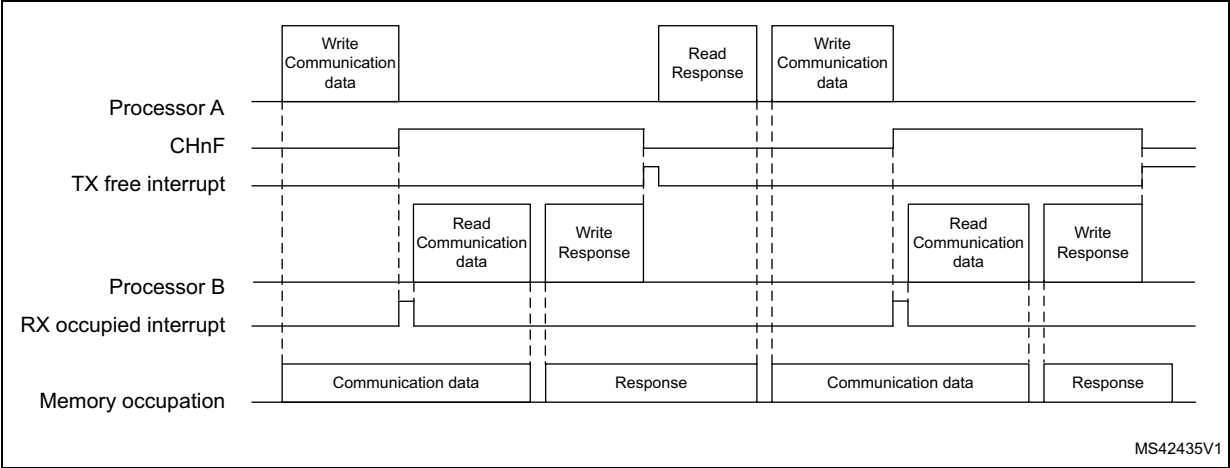 Write
Communication
data
Read
Response
Write
Communication
data
Processor A
CHnF
TX free interrupt
Read
Communication
data
Write
Response
Read
Communication
data
Write
Response
Processor B
RX occupied interrupt
Communication data
Response
Communication data
Response
Memory occupation
MS42435V1